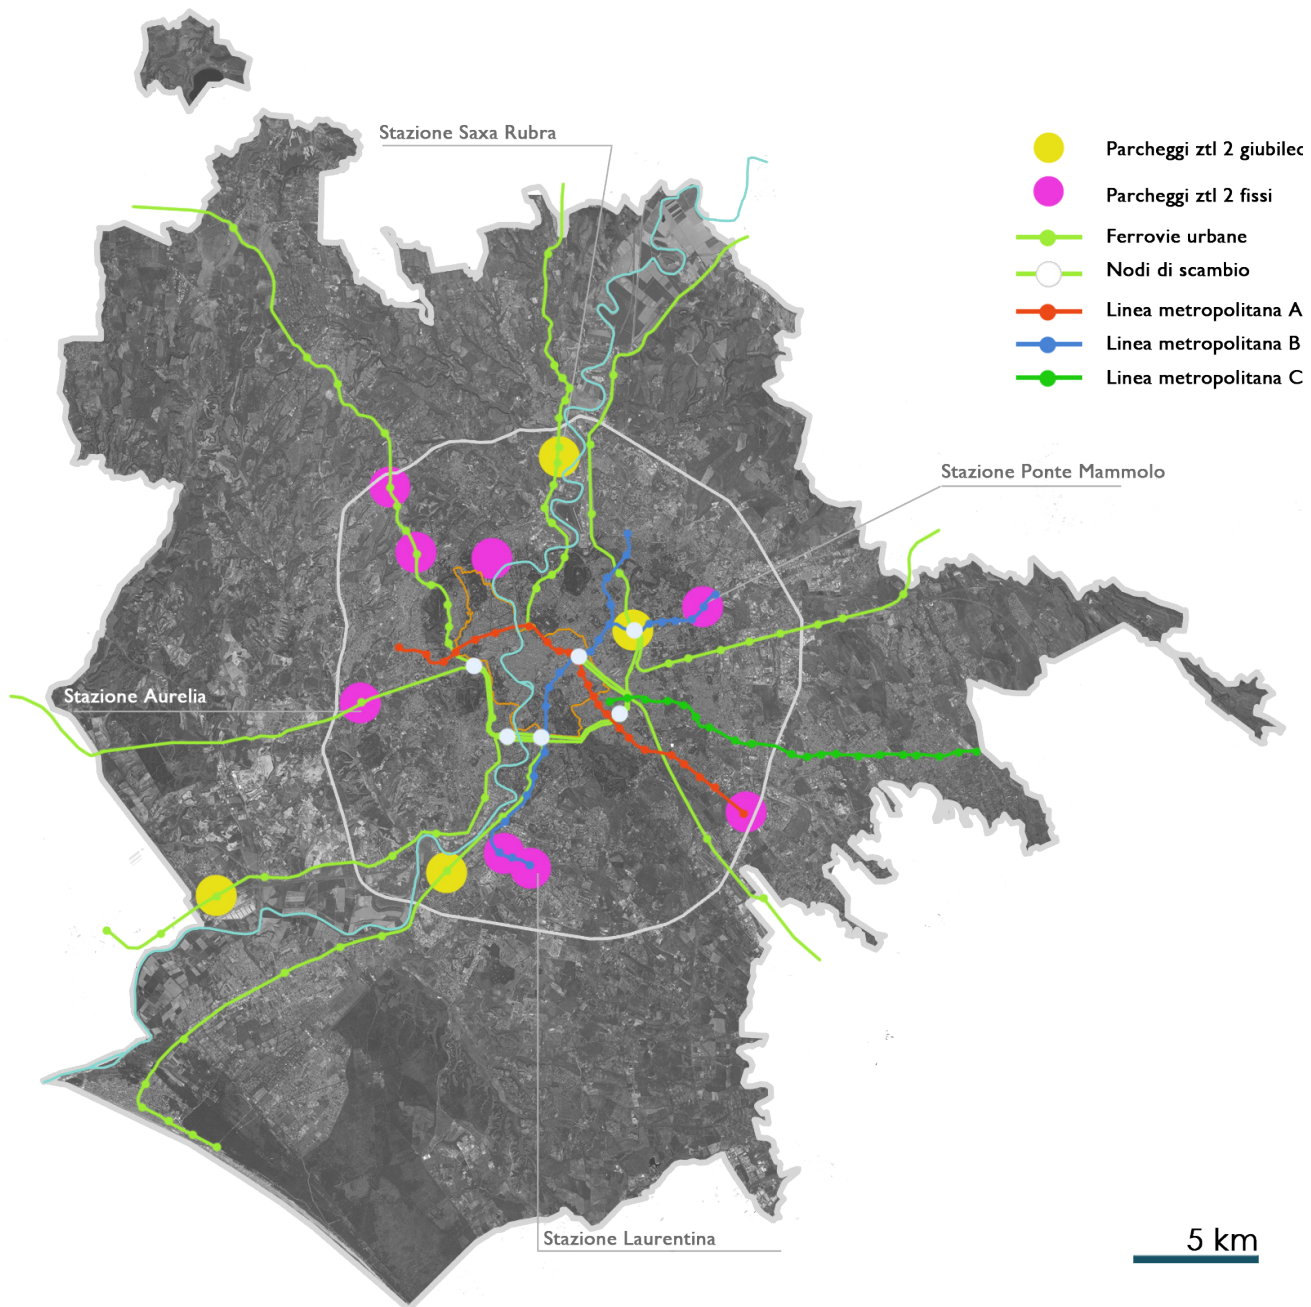 Stazione Saxa Rubra
Parcheggi ztl 2 giubileo
Parcheggi ztl 2 fissi
Ferrovie urbane
Nodi di scambio
Linea metropolitana A
Linea metropolitana B
Linea metropolitana C
Stazione Ponte Mammolo
Stazione Aurelia
Stazione Laurentina
5 km